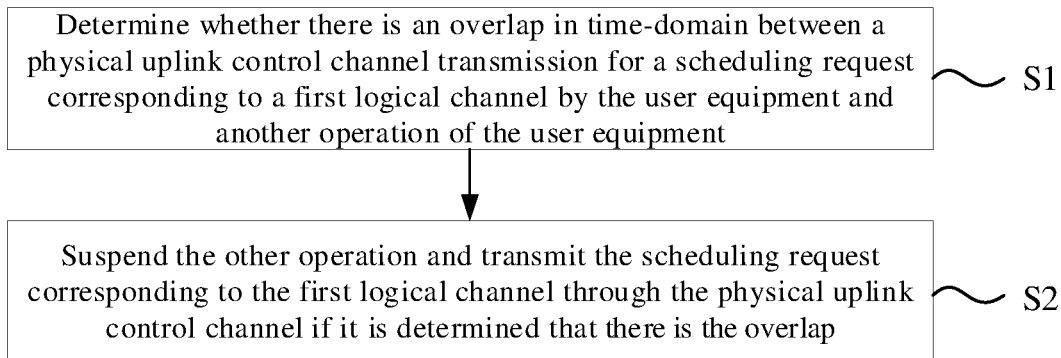 Determine whether there is an overlap in time-domain between a
physical uplink control channel transmission for a scheduling request
corresponding to a first logical channel by the user equipment and
another operation of the user equipment
S1
Suspend the other operation and transmit the scheduling request
corresponding to the first logical channel through the physical uplink
control channel if it is determined that there is the overlap
S2